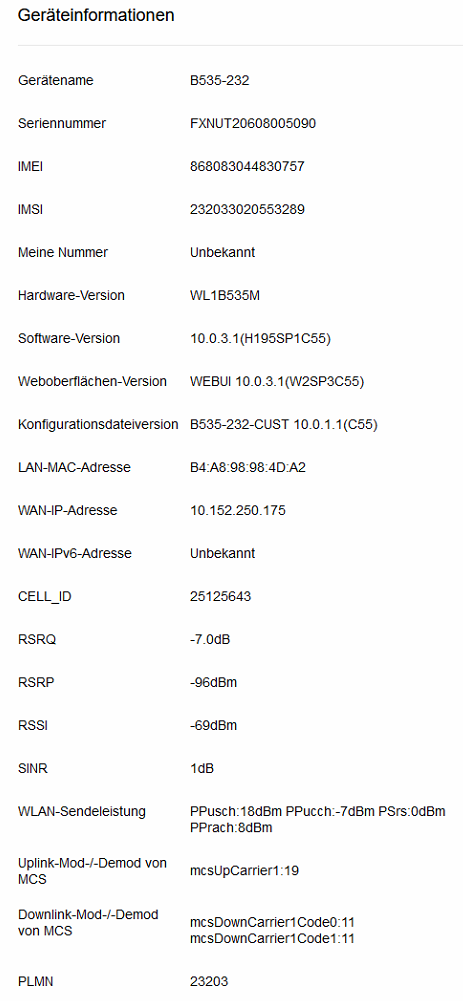 Geräteinformationen
Gerätename B535-232
Seriennummer FXNUT20608005090
IMEI 868083044830757
IMSI 232033020553289
Meine Nummer Unbekannt
Hardware-Version WL1B535M
Software-Version 10.0.3.1(H195SP1C55)
Weboberflächen-Version WEBUI 10.0.3.1(W2SP3C55)
Konfigurationsdateiversion B535-232-CUST 10.0.1.1(C55)
LAN-MAC-Adresse B4:A8:98:98:4D:A2
WAN-IP-Adresse 10.152.250.175
WAN-IPv6-Adresse Unbekannt
CELL_ID 25125643
RSRQ -7.0dB
RSRP -96dBm
RSSI -69dBm
SINR 1dB
WLAN-Sendeleistung PPusch:18dBm PPucch:-7dBm PSrs:0dBm
PPrach:8dBm
Uplink-Mod-/-Demod von
MCS mcsUpCarrier1:19
Downlink-Mod-/-Demod
von MCS mcsDownCarrier1Code0:11
mcsDownCarrier1Code1:11
PLMN 23203